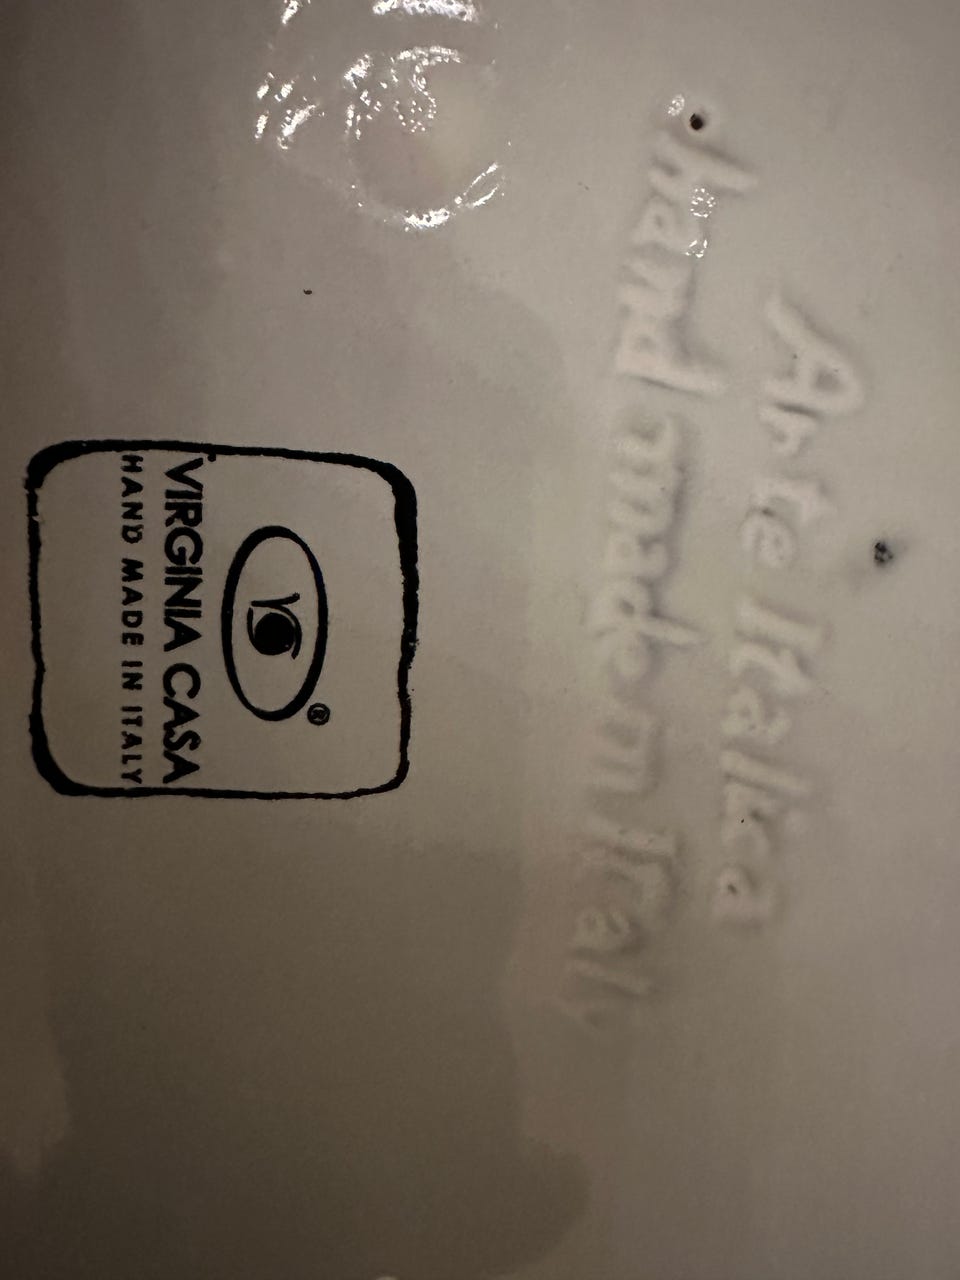 Arte Italica
hand made in Italy
®
VIRGINIA CASA
HAND MADE IN ITALY